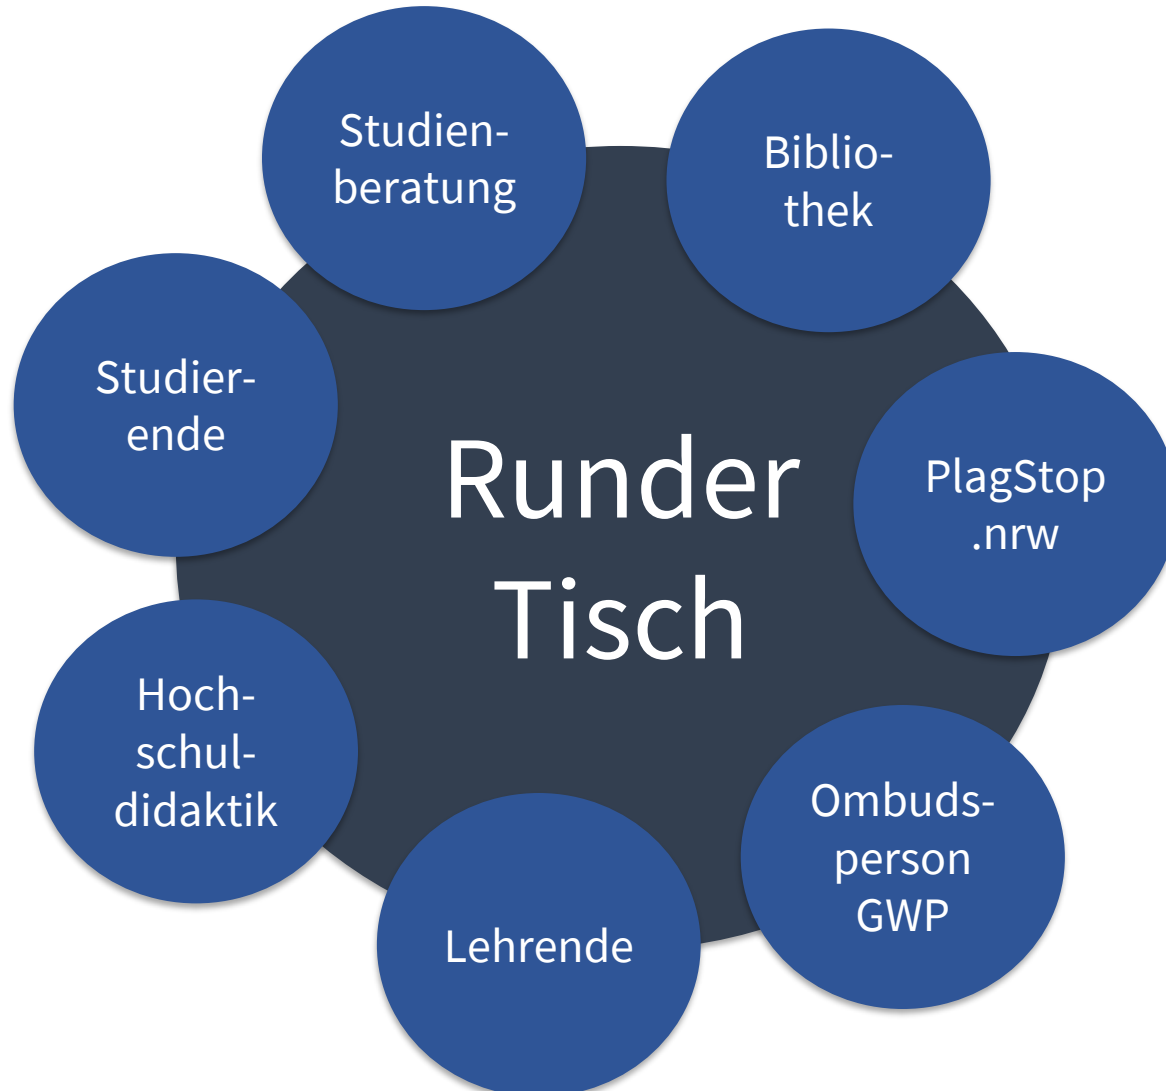 Studien-
beratung
Biblio-
thek
Studier-
ende
Runder
Tisch
PlagStop
.nrw
Hoch-
schul-
didaktik
Ombuds-
person
GWP
Lehrende